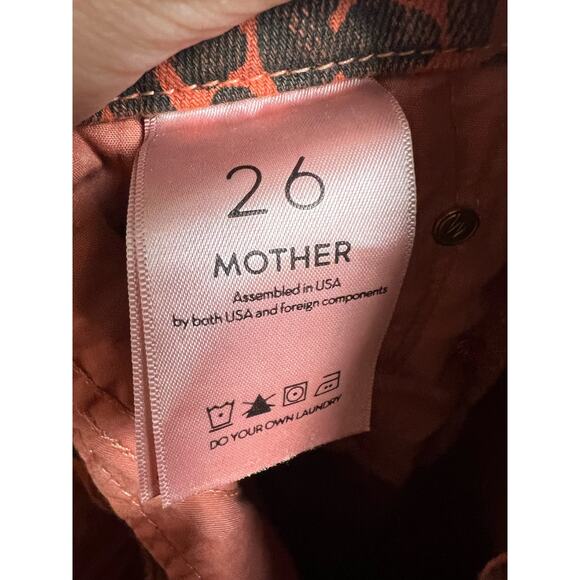 26
MOTHER
Assembled in USA
by both USA and foreign components
DO YOUR OWN LAUNDRY